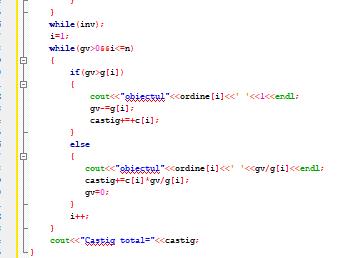 }
}
while(inv);
i=1;
while(gv>0&&i<=n)
{
if(gv>g[i])
{
cout<<"obiectul"<<ordine[i]<<' '<<1<<endl;
gv-=g[i];
castig+=c[i];
}
else
{
cout<<"obiectul"<<ordine[i]<<' '<<gv/g[i]<<endl;
castig+=c[i]*gv/g[i];
gv=0;
}
i++;
}
cout<<"Castig total="<<castig;
}